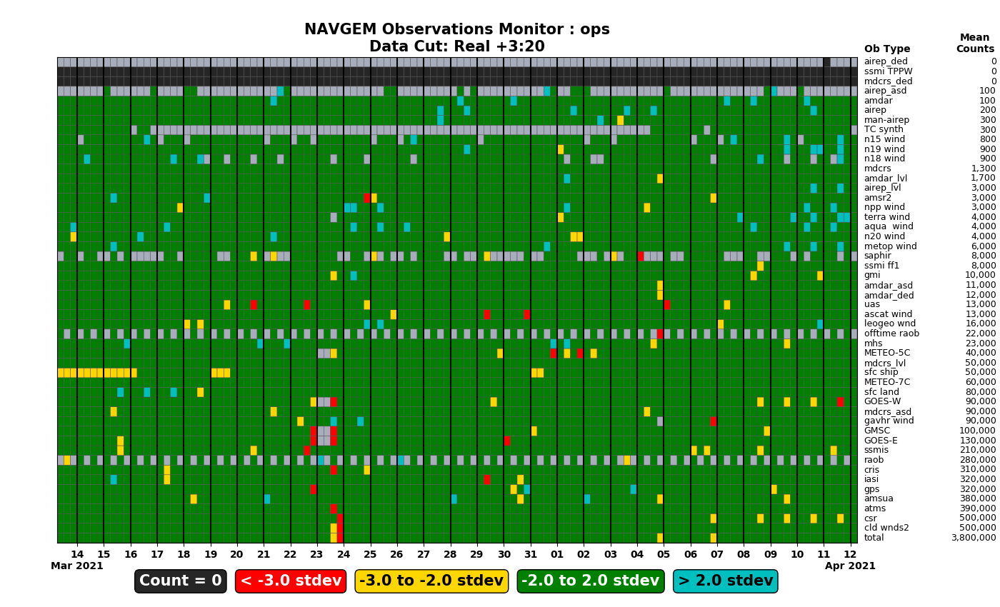 NAVGEM Observations Monitor : ops
Data Cut: Real +3:20
Ob Type Mean Counts
airep_ded 0
ssmi TPPW 0
mdcrs_ded 0
airep_asd 100
amdar 100
airep 200
man-airep 300
TC synth 300
n15 wind 800
n19 wind 900
n18 wind 900
mdcrs 1,300
amdar_lvl 1,700
airep_lvl 3,000
amsr2 3,000
npp wind 3,000
terra wind 4,000
aqua  wind 4,000
n20 wind 4,000
metop wind 6,000
saphir 8,000
ssmi ff1 8,000
gmi 10,000
amdar_asd 11,000
amdar_ded 12,000
uas 13,000
ascat wind 13,000
leogeo wnd 16,000
offtime raob 22,000
mhs 23,000
METEO-5C 40,000
mdcrs_lvl 50,000
sfc ship 50,000
METEO-7C 60,000
sfc land 80,000
GOES-W 90,000
mdcrs_asd 90,000
gavhr wind 90,000
GMSC 100,000
GOES-E 130,000
ssmis 210,000
raob 280,000
cris 310,000
iasi 320,000
gps 320,000
amsua 380,000
atms 390,000
csr 500,000
cld wnds2 500,000
total 3,800,000
14 15 16 17 18 19 20 21 22 23 24 25 26 27 28 29 30 31 01 02 03 04 05 06 07 08 09 10 11 12
Mar 2021 Apr 2021
Count = 0 < -3.0 stdev -3.0 to -2.0 stdev -2.0 to 2.0 stdev > 2.0 stdev